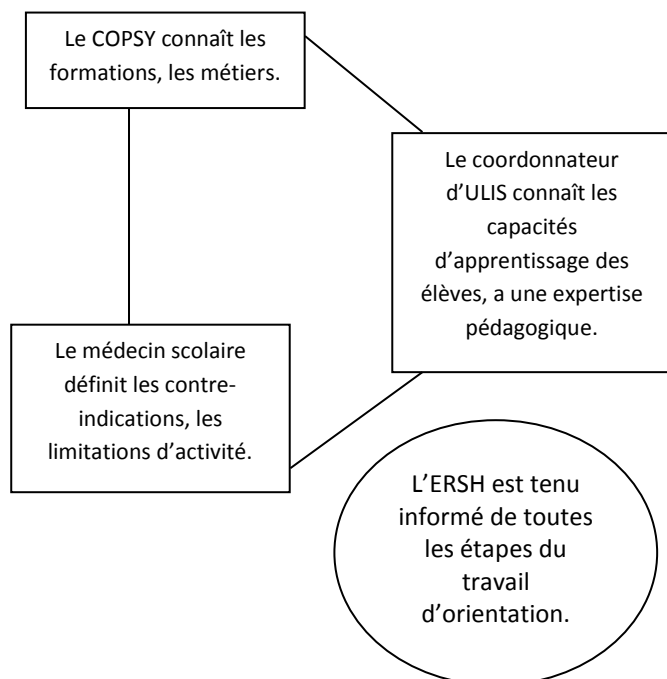 Le COPSY connaît les
formations, les métiers.
Le coordonnateur
d’ULIS connaît les
capacités
d’apprentissage des
élèves, a une expertise
pédagogique.
Le médecin scolaire
définit les contre-
indications, les
limitations d’activité.
L’ERSH est tenu
informé de toutes
les étapes du
travail
d’orientation.